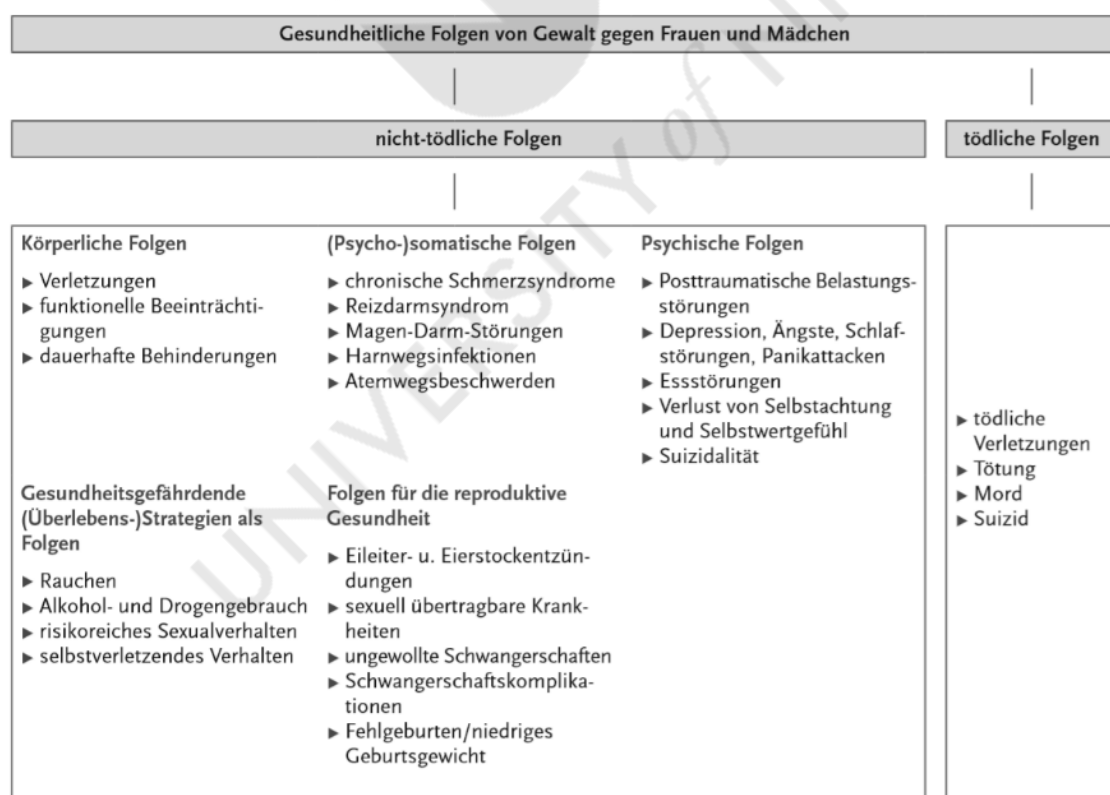 Gesundheitliche Folgen von Gewalt gegen Frauen und Mädchen
nicht-tödliche Folgen
tödliche Folgen
Körperliche Folgen
▸ Verletzungen
▸ funktionelle Beeinträchti-
gungen
▸ dauerhafte Behinderungen
(Psycho-)somatische Folgen
▸ chronische Schmerzsyndrome
▸ Reizdarmsyndrom
▸ Magen-Darm-Störungen
▸ Harnwegsinfektionen
▸ Atemwegsbeschwerden
Psychische Folgen
▸ Posttraumatische Belastungs-
störungen
▸ Depression, Ängste, Schlaf-
störungen, Panikattacken
▸ Essstörungen
▸ Verlust von Selbstachtung
und Selbstwertgefühl
▸ Suizidalität
Gesundheitsgefährdende
(Überlebens-)Strategien als
Folgen
▸ Rauchen
▸ Alkohol- und Drogengebrauch
▸ risikoreiches Sexualverhalten
▸ selbstverletzendes Verhalten
Folgen für die reproduktive
Gesundheit
▸ Eileiter- u. Eierstockentzün-
dungen
▸ sexuell übertragbare Krank-
heiten
▸ ungewollte Schwangerschaften
▸ Schwangerschaftskomplika-
tionen
▸ Fehlgeburten/niedriges
Geburtsgewicht
▸ tödliche
Verletzungen
▸ Tötung
▸ Mord
▸ Suizid
UNIVERSITY of